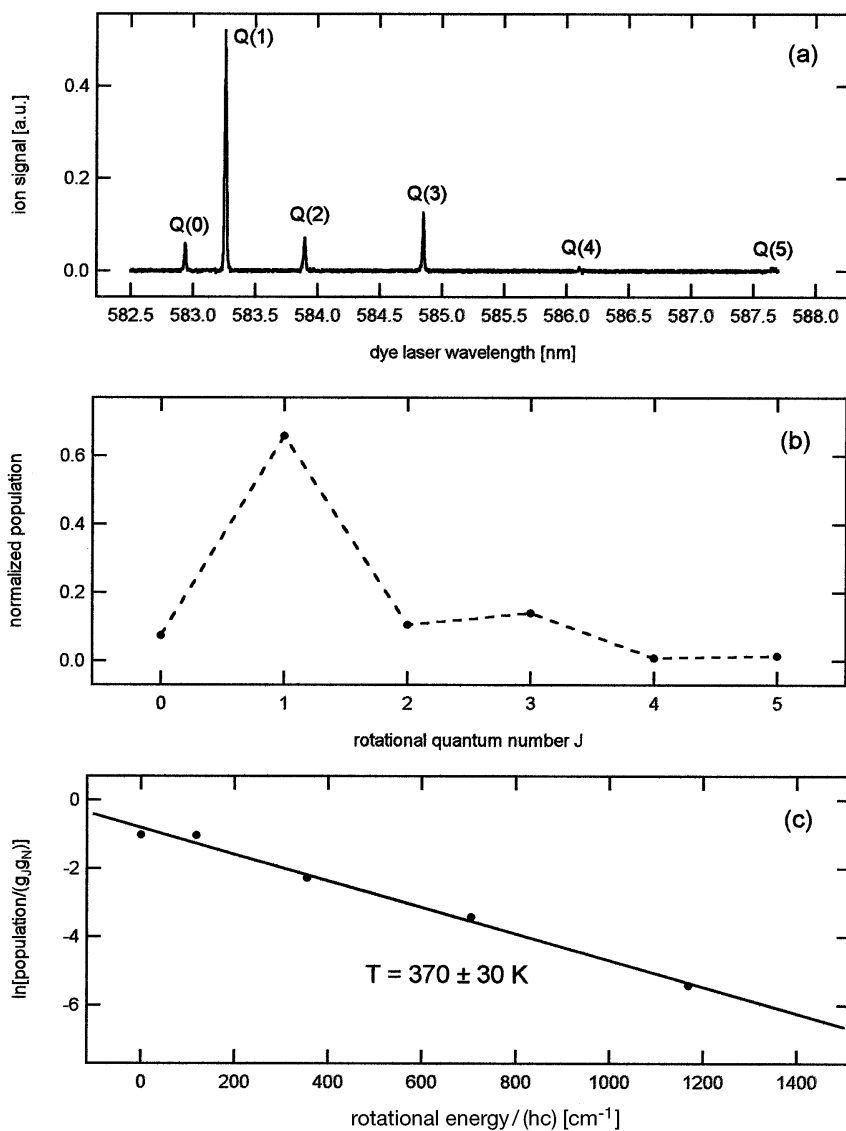 (a)
Q(0)
Q(1)
Q(2)
Q(3)
Q(4)
Q(5)
ion signal [a.u.]
0.4
0.2
0.0
582.5 583.0 583.5 584.0 584.5 585.0 585.5 586.0 586.5 587.0 587.5 588.0
dye laser wavelength [nm]
(b)
normalized population
0.6
0.4
0.2
0.0
0 1 2 3 4 5
rotational quantum number J
(c)
ln[population/(gJgN)]
0
-2
-4
-6
T = 370 ± 30 K
0 200 400 600 800 1000 1200 1400
rotational energy/(hc) [cm⁻¹]